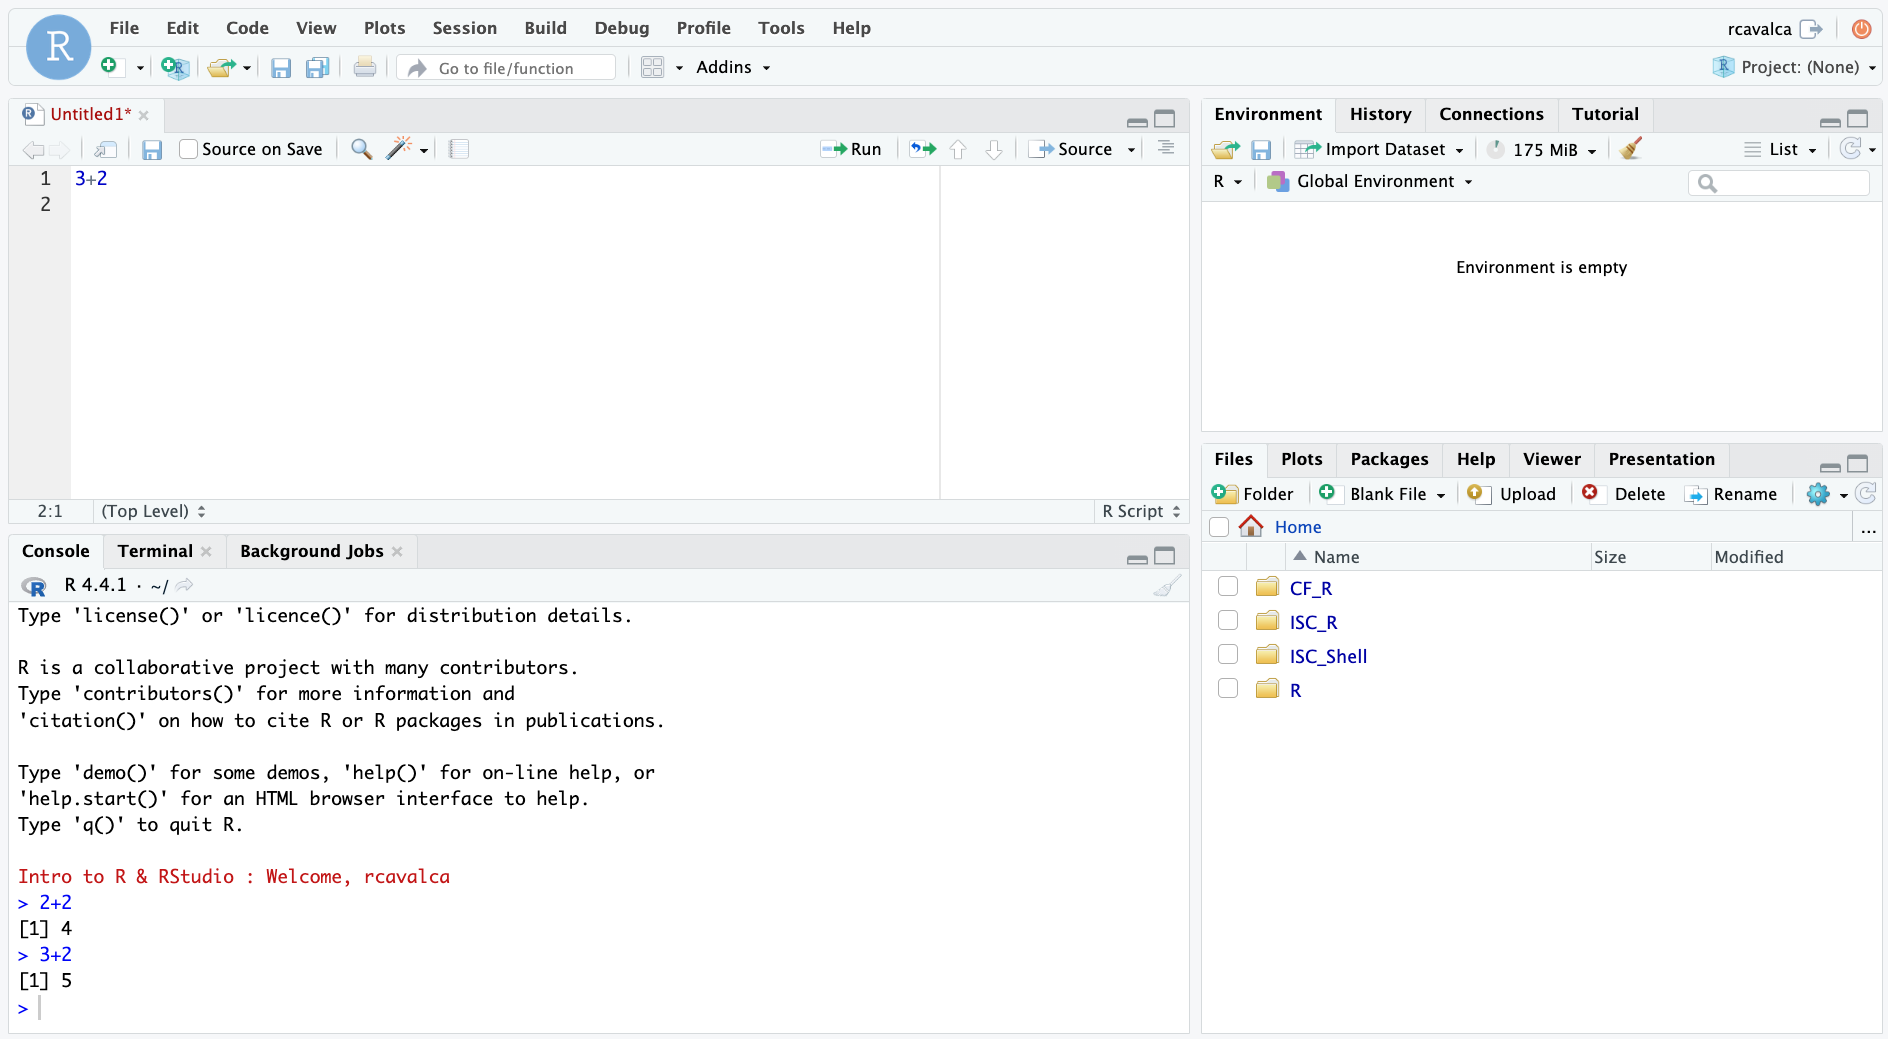 R
File Edit Code View Plots Session Build Debug Profile Tools Help
rcavalca
R Go to file/function Addins
R Project: (None)
R Untitled1*
Source on Save Run Source
1 3+2
2
2:1 (Top Level) R Script
Console Terminal Background Jobs
R R 4.4.1 · ~/
Type 'license()' or 'licence()' for distribution details.
R is a collaborative project with many contributors.
Type 'contributors()' for more information and
'citation()' on how to cite R or R packages in publications.
Type 'demo()' for some demos, 'help()' for on-line help, or
'help.start()' for an HTML browser interface to help.
Type 'q()' to quit R.
Intro to R & RStudio : Welcome, rcavalca
> 2+2
[1] 4
> 3+2
[1] 5
>
Environment History Connections Tutorial
Import Dataset 175 MiB List
R Global Environment
Environment is empty
Files Plots Packages Help Viewer Presentation
Folder Blank File Upload Delete Rename
Home ...
Name Size Modified
CF_R
ISC_R
ISC_Shell
R